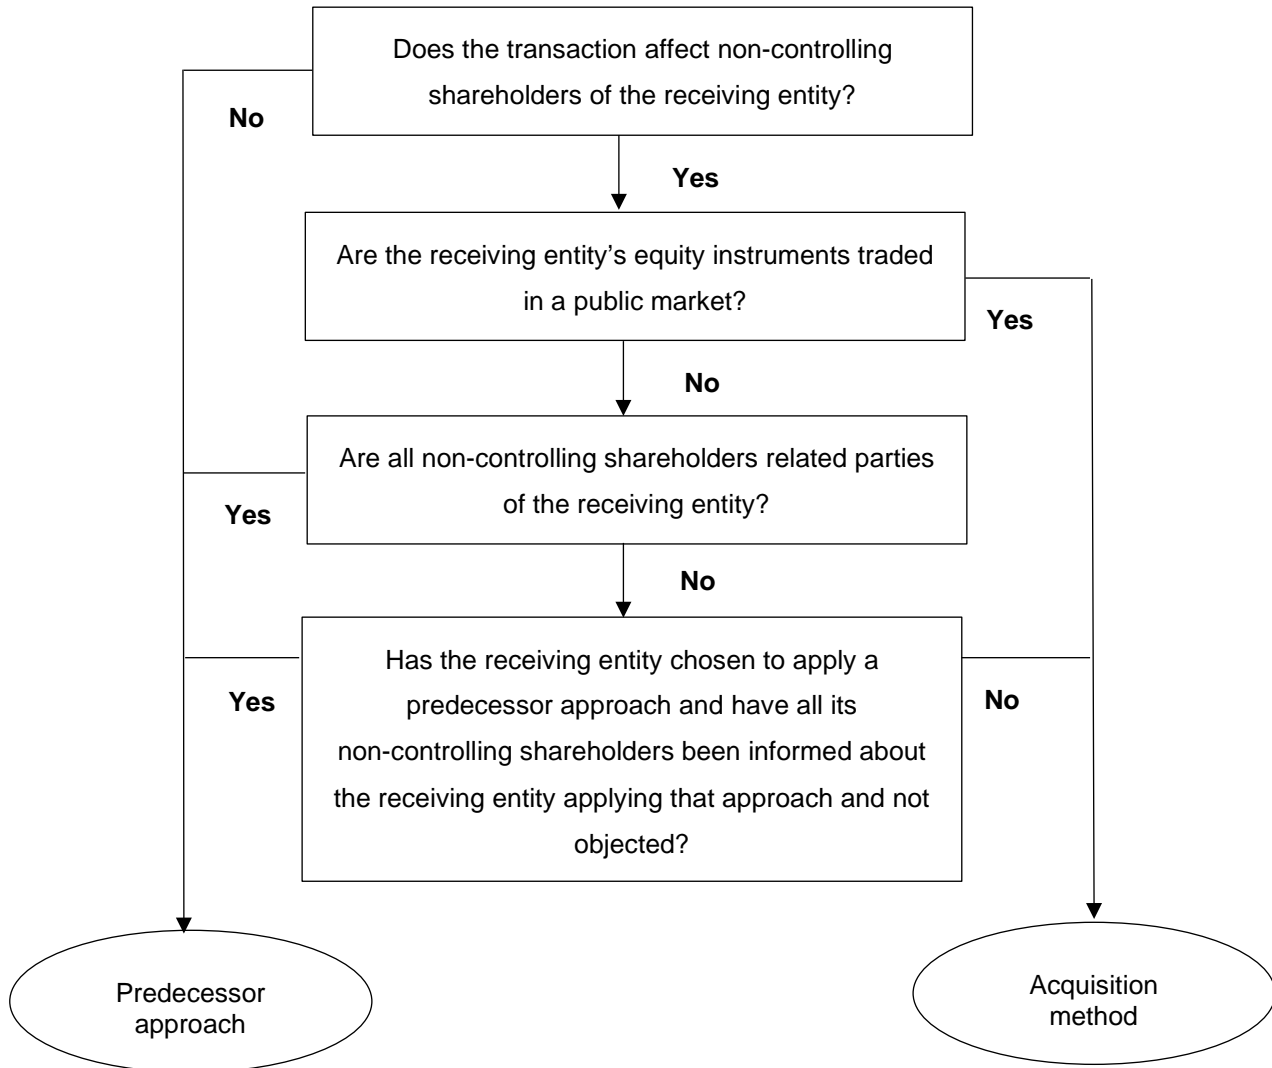 Does the transaction affect non-controlling
shareholders of the receiving entity?
No
Yes
Are the receiving entity’s equity instruments traded
in a public market?
Yes
No
Are all non-controlling shareholders related parties
of the receiving entity?
Yes
No
Has the receiving entity chosen to apply a
predecessor approach and have all its
non-controlling shareholders been informed about
the receiving entity applying that approach and not
objected?
Yes
No
Predecessor
approach
Acquisition
method